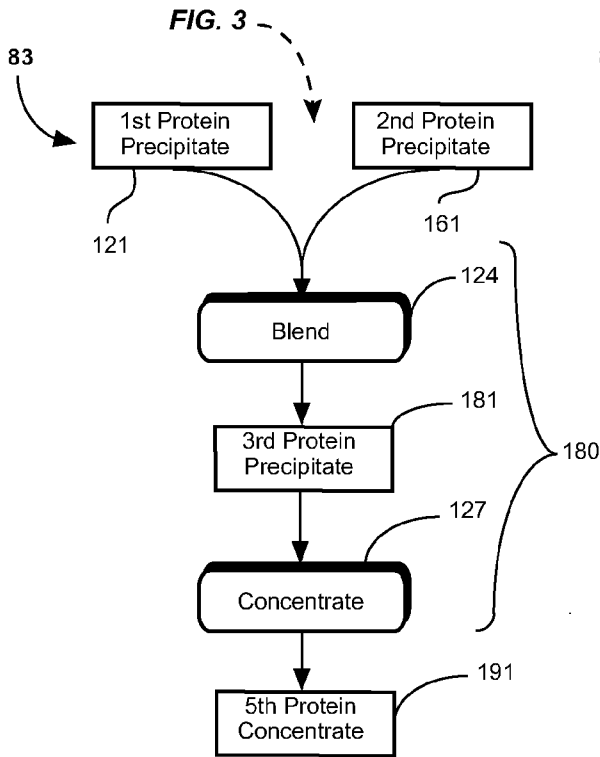 FIG. 3
83
1st Protein
Precipitate
2nd Protein
Precipitate
121
161
124
Blend
181
3rd Protein
Precipitate
180
127
Concentrate
191
5th Protein
Concentrate